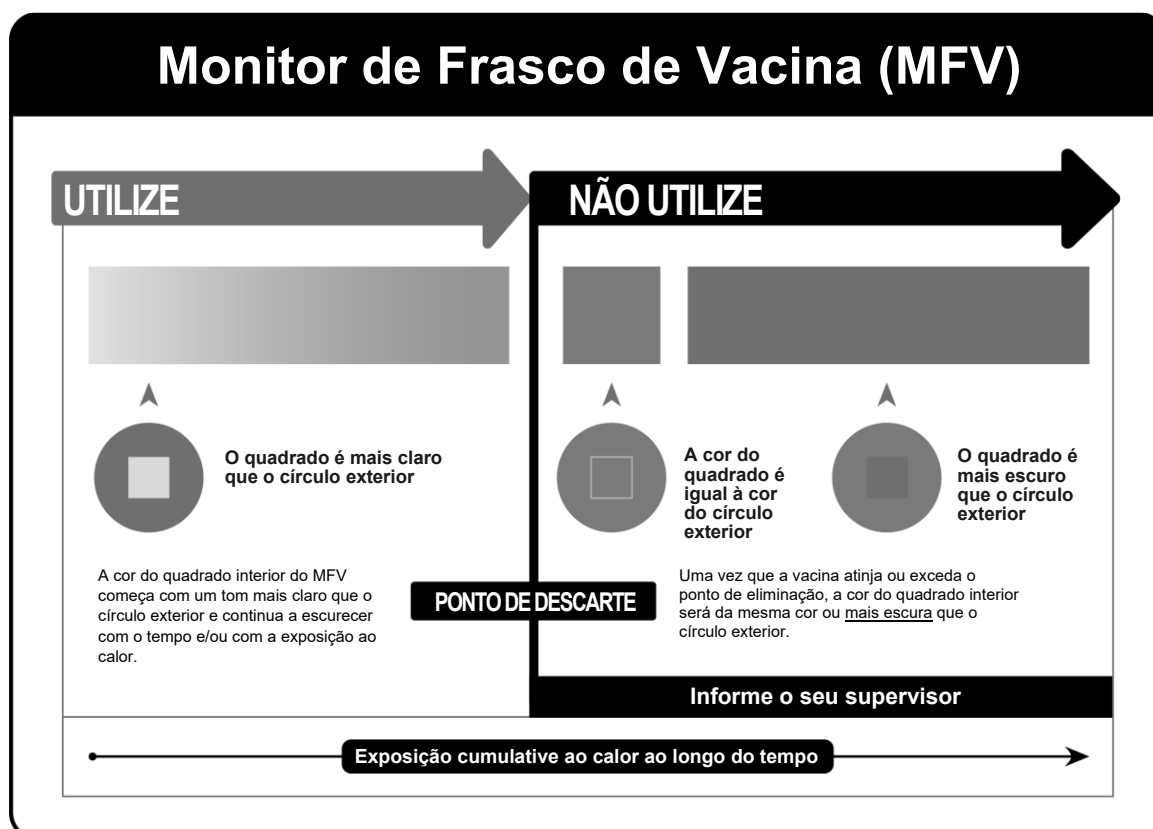 Monitor de Frasco de Vacina (MFV)
UTILIZE
NÃO UTILIZE
O quadrado é mais claro
que o círculo exterior
A cor do
quadrado é
igual à cor
do círculo
exterior
O quadrado é
mais escuro
que o círculo
exterior
A cor do quadrado interior do MFV
começa com um tom mais claro que o
círculo exterior e continua a escurecer
com o tempo e/ou com a exposição ao
calor.
PONTO DE DESCARTE
Uma vez que a vacina atinja ou exceda o
ponto de eliminação, a cor do quadrado interior
será da mesma cor ou mais escura que o
círculo exterior.
Informe o seu supervisor
Exposição cumulative ao calor ao longo do tempo